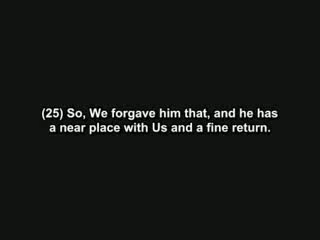 (25) So, We forgave him that, and he has
a near place with Us and a fine return.